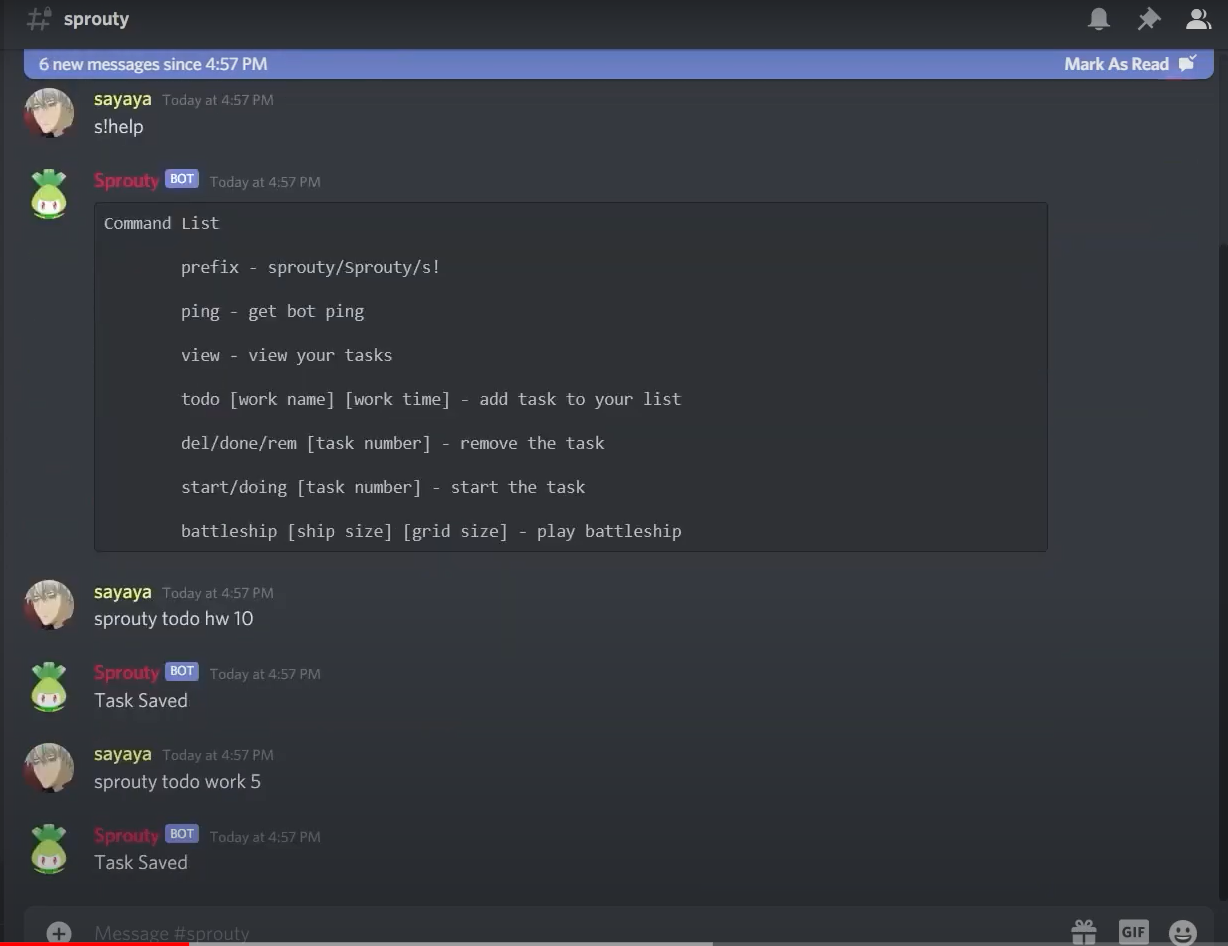 sprouty
6 new messages since 4:57 PM Mark As Read
sayaya Today at 4:57 PM
s!help
Sprouty BOT Today at 4:57 PM
Command List
prefix - sprouty/Sprouty/s!
ping - get bot ping
view - view your tasks
todo [work name] [work time] - add task to your list
del/done/rem [task number] - remove the task
start/doing [task number] - start the task
battleship [ship size] [grid size] - play battleship
sayaya Today at 4:57 PM
sprouty todo hw 10
Sprouty BOT Today at 4:57 PM
Task Saved
sayaya Today at 4:57 PM
sprouty todo work 5
Sprouty BOT Today at 4:57 PM
Task Saved
Message #sprouty GIF